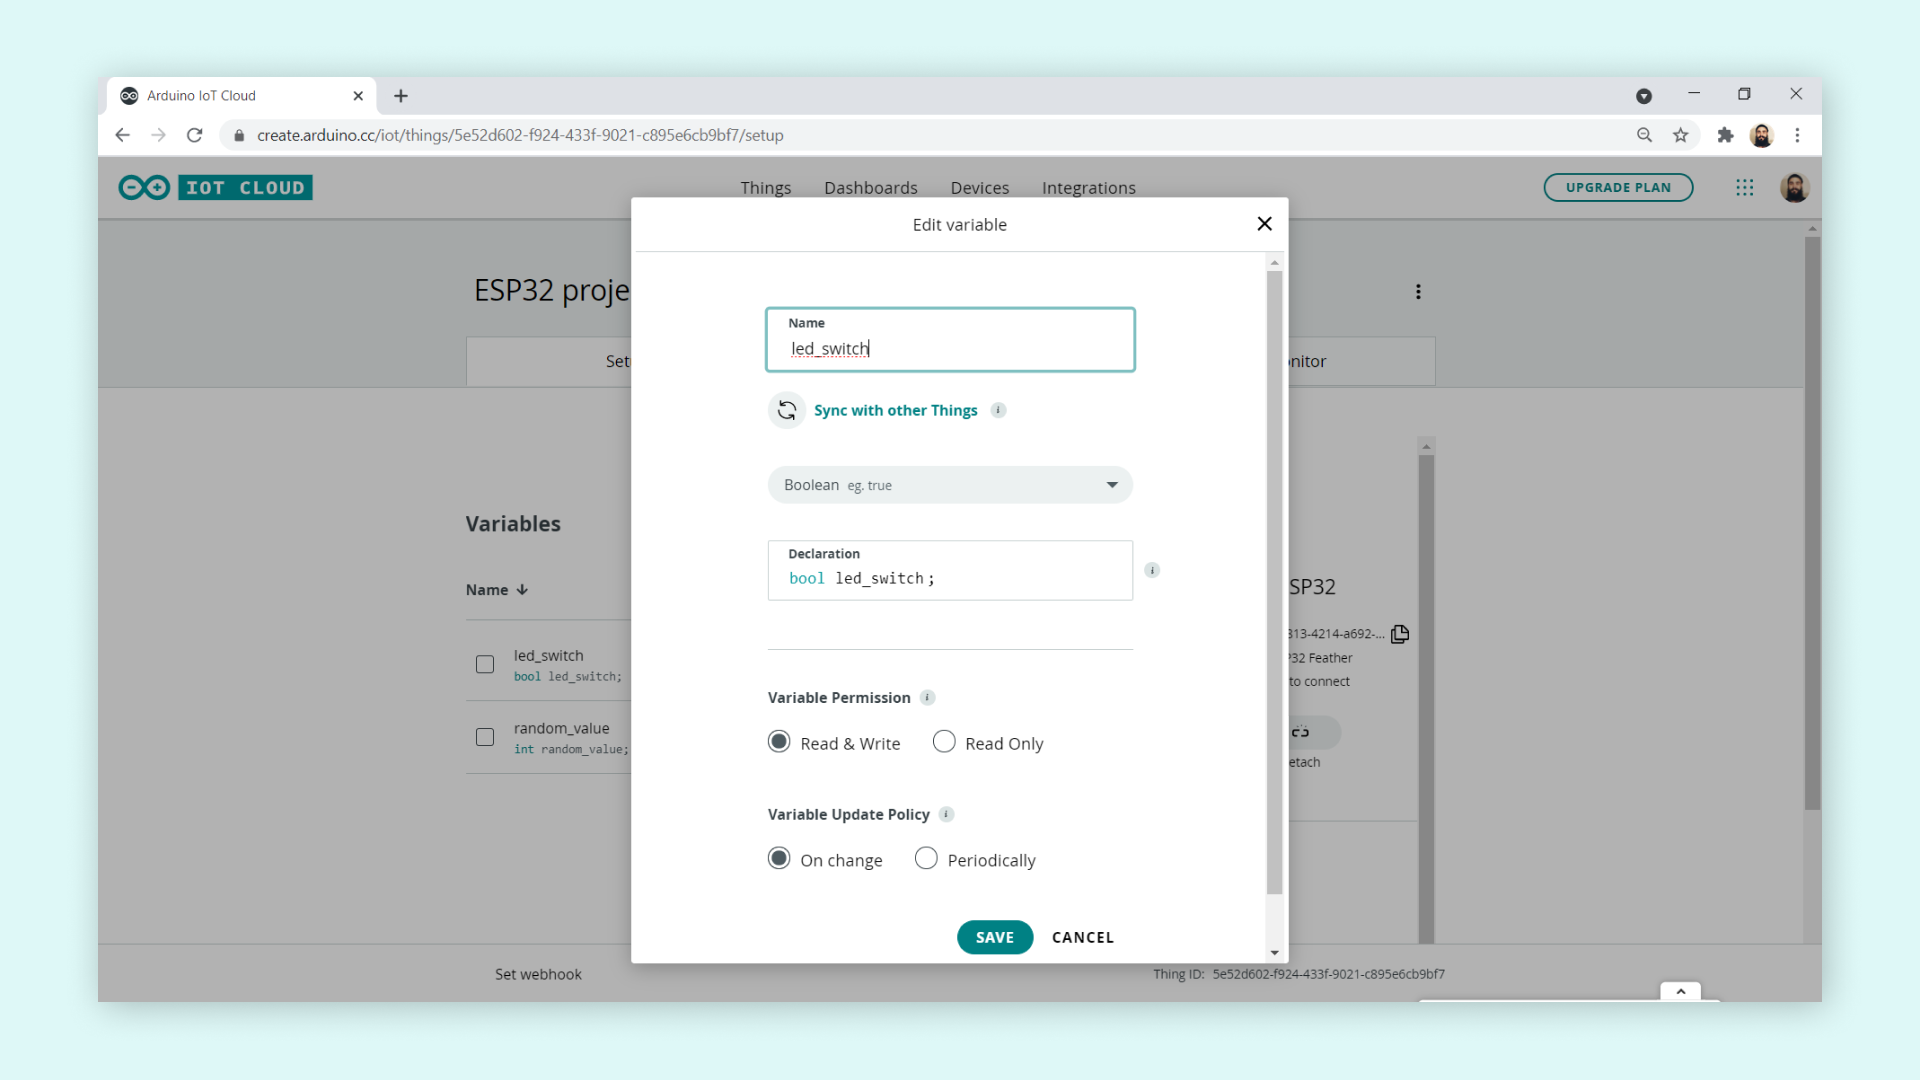 Arduino IoT Cloud
create.arduino.cc/iot/things/5e52d602-f924-433f-9021-c895e6cb9bf7/setup
IOT CLOUD
Things Dashboards Devices Integrations
UPGRADE PLAN
Edit variable
ESP32 proje
Name
led_switch
Set
nitor
Sync with other Things
Boolean eg. true
Variables
Declaration
bool led_switch;
Name
SP32
313-4214-a692-...
led_switch
bool led_switch;
32 Feather
to connect
Variable Permission
Read & Write Read Only
random_value
int random_value;
etach
Variable Update Policy
On change Periodically
SAVE CANCEL
Set webhook
Thing ID: 5e52d602-f924-433f-9021-c895e6cb9bf7